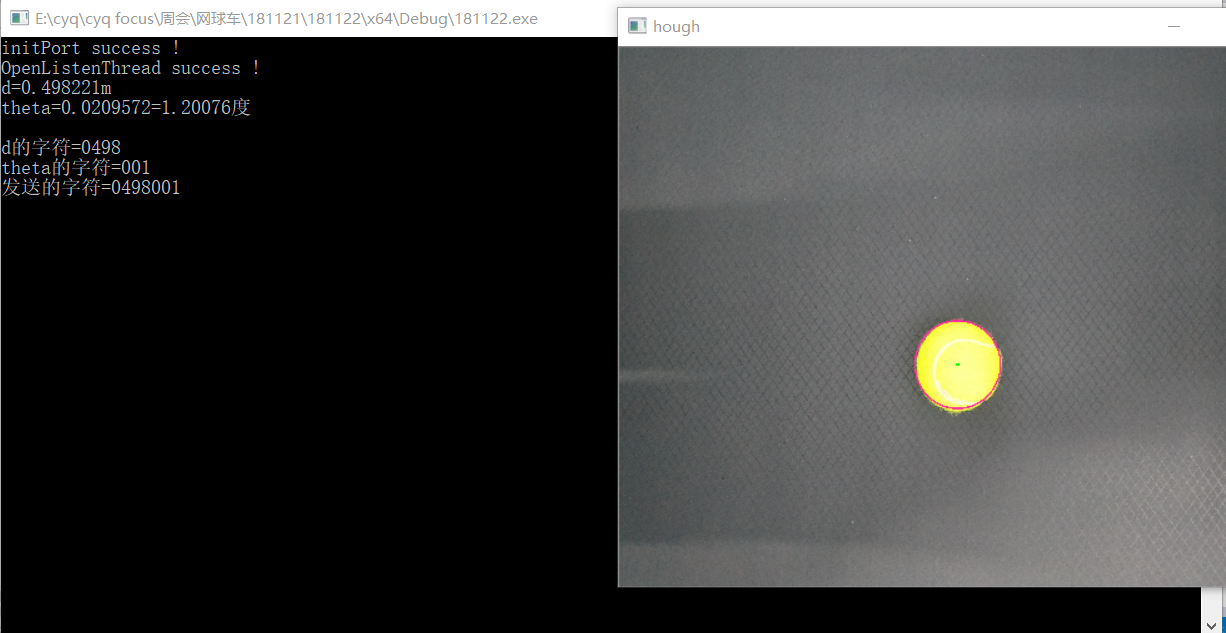 E:\cyq\cyq focus\周会\网球车\181121\181122\x64\Debug\181122.exe
initPort success !
OpenListenThread success !
d=0.498221m
theta=0.0209572=1.20076度
d的字符=0498
theta的字符=001
发送的字符=0498001
hough